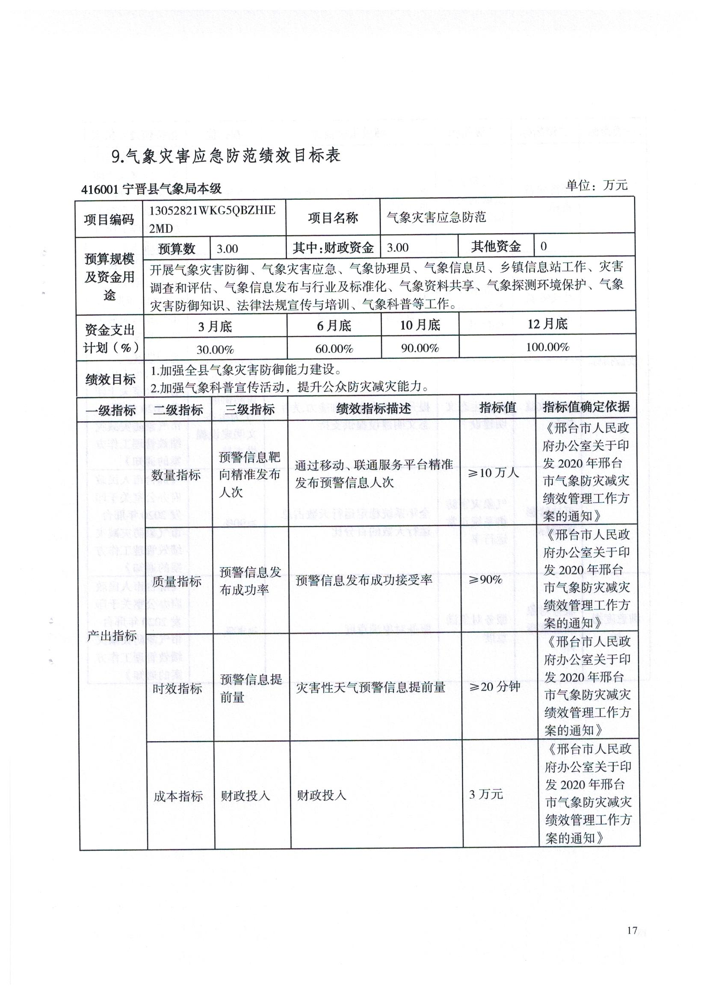 9.气象灾害应急防范绩效目标表
416001 宁晋县气象局本级
单位：万元
项目编码
13052821WKG5QBZHIE
2MD
项目名称
气象灾害应急防范
预算规模
及资金用
途
预算数
3.00
其中:财政资金
3.00
其他资金
0
开展气象灾害防御、气象灾害应急、气象协理员、气象信息员、乡镇信息站工作、灾害
调查和评估、气象信息发布与行业及标准化、气象资料共享、气象探测环境保护、气象
灾害防御知识、法律法规宣传与培训、气象科普等工作。
资金支出
计划（%）
3 月底
6 月底
10 月底
12 月底
30.00%
60.00%
90.00%
100.00%
绩效目标
1.加强全县气象灾害防御能力建设。
2.加强气象科普宣传活动，提升公众防灾减灾能力。
一级指标
二级指标
三级指标
绩效指标描述
指标值
指标值确定依据
产出指标
数量指标
预警信息靶
向精准发布
人次
通过移动、联通服务平台精准
发布预警信息人次
≥10 万人
《邢台市人民政
府办公室关于印
发 2020 年邢台
市气象防灾减灾
绩效管理工作方
案的通知》
质量指标
预警信息发
布成功率
预警信息发布成功接受率
≥90%
《邢台市人民政
府办公室关于印
发 2020 年邢台
市气象防灾减灾
绩效管理工作方
案的通知》
时效指标
预警信息提
前量
灾害性天气预警信息提前量
≥20 分钟
《邢台市人民政
府办公室关于印
发 2020 年邢台
市气象防灾减灾
绩效管理工作方
案的通知》
成本指标
财政投入
财政投入
3 万元
《邢台市人民政
府办公室关于印
发 2020 年邢台
市气象防灾减灾
绩效管理工作方
案的通知》
17